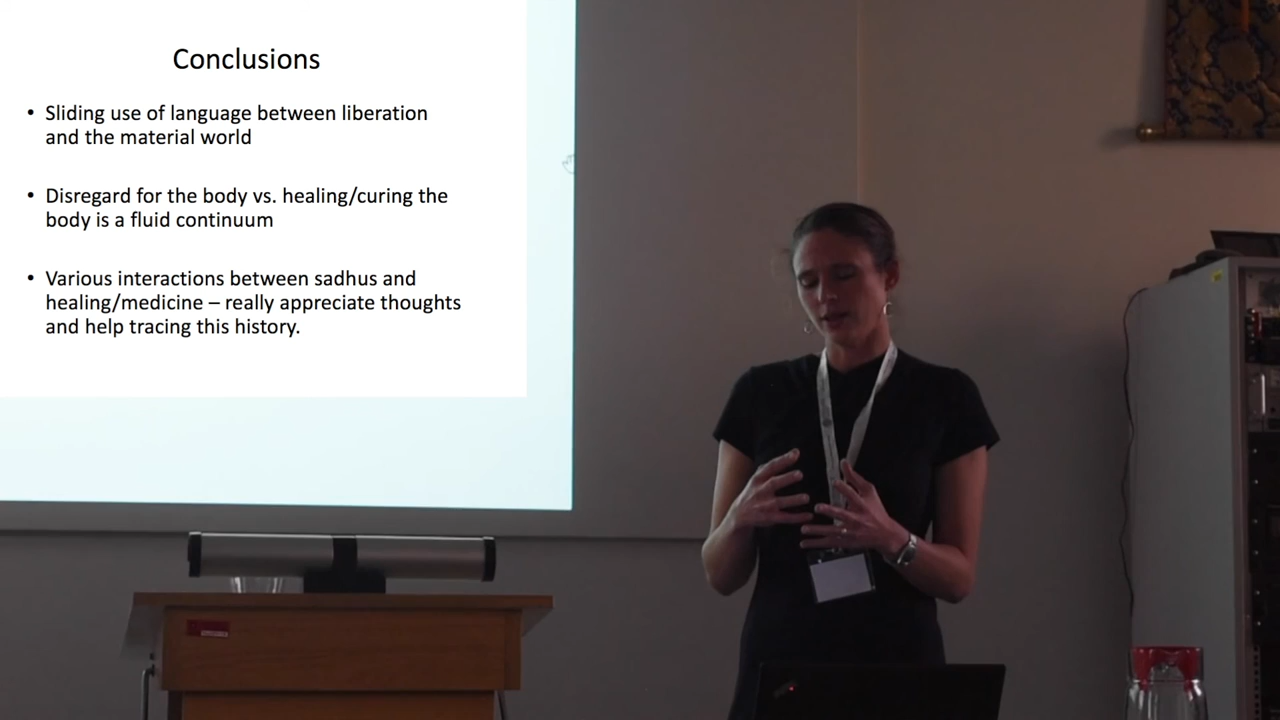 Conclusions
• Sliding use of language between liberation
and the material world
• Disregard for the body vs. healing/curing the
body is a fluid continuum
• Various interactions between sadhus and
healing/medicine – really appreciate thoughts
and help tracing this history.